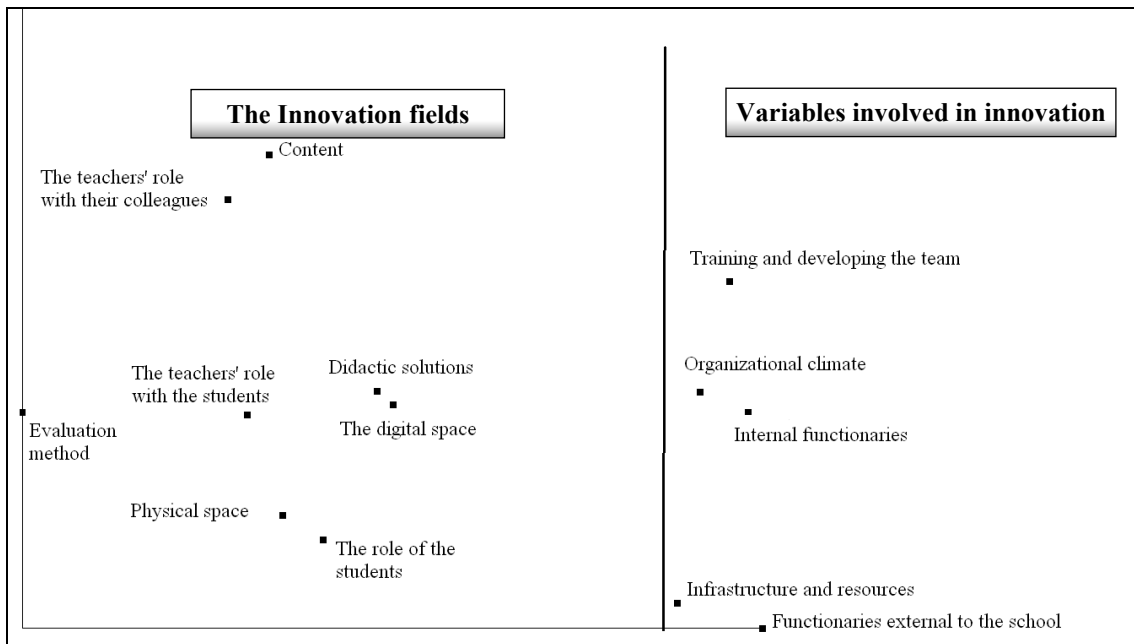 The Innovation fields
Content
The teachers' role
with their colleagues
Didactic solutions
The teachers' role
with the students
The digital space
Evaluation
method
Physical space
The role of the
students
Variables involved in innovation
Training and developing the team
Organizational climate
Internal functionaries
Infrastructure and resources
Functionaries external to the school